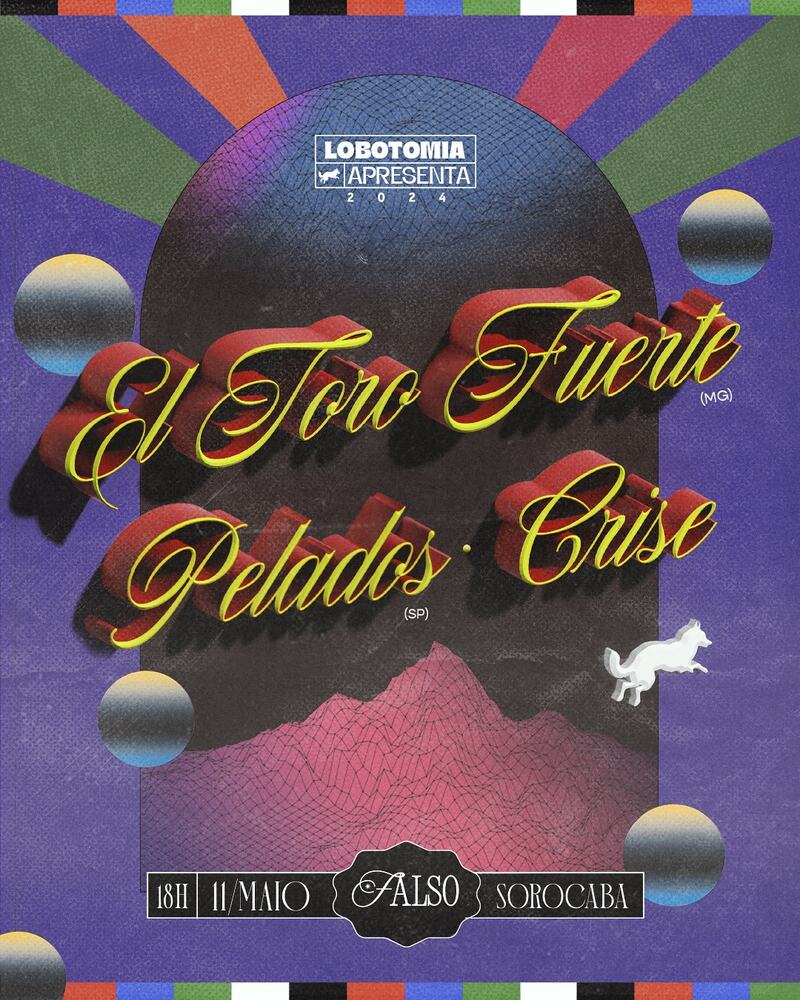 LOBOTOMIA
APRESENTA
2024
El Toro Fuerte
(MG)
Pelados · Crise
(SP)
18H 11/MAIO FALSO SOROCABA